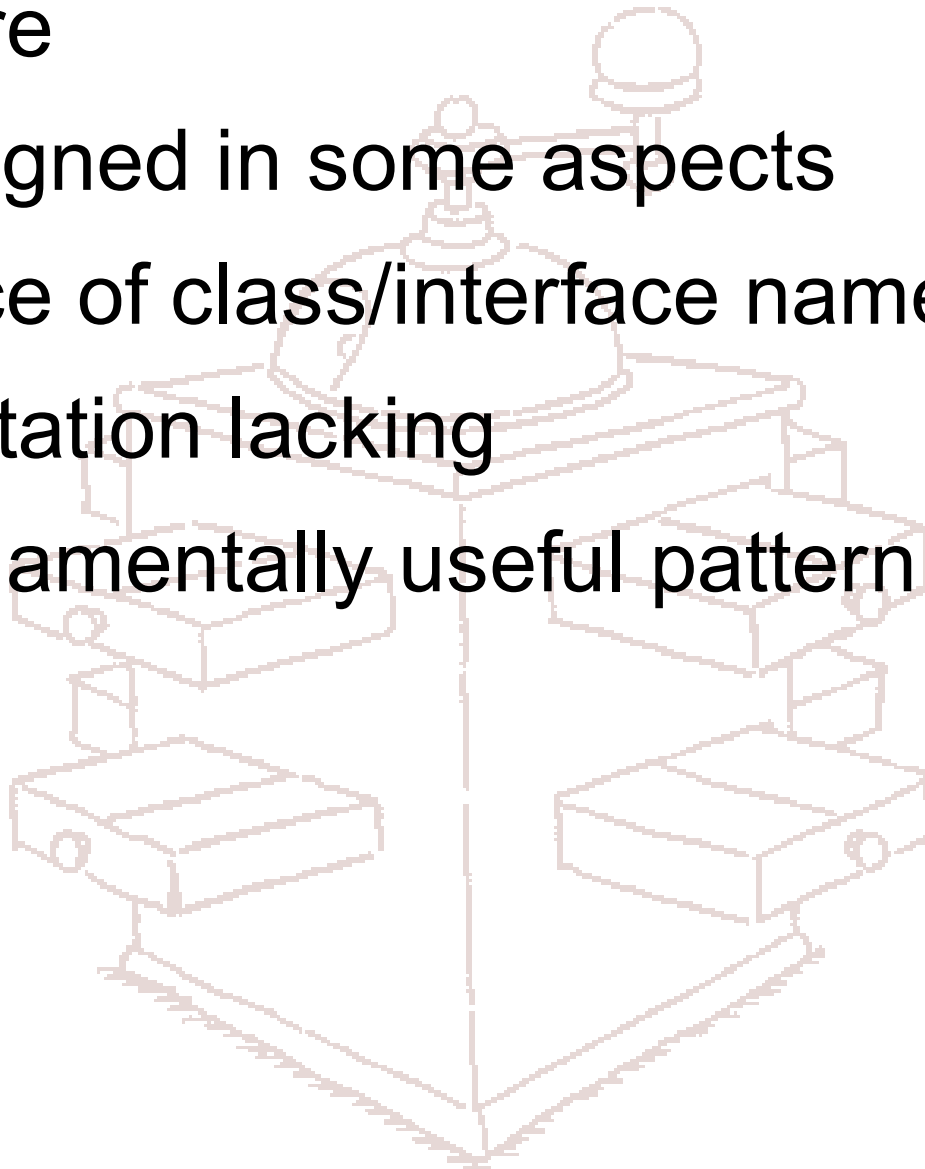 re
gned in some aspects
ce of class/interface name
tation lacking
amentally useful pattern